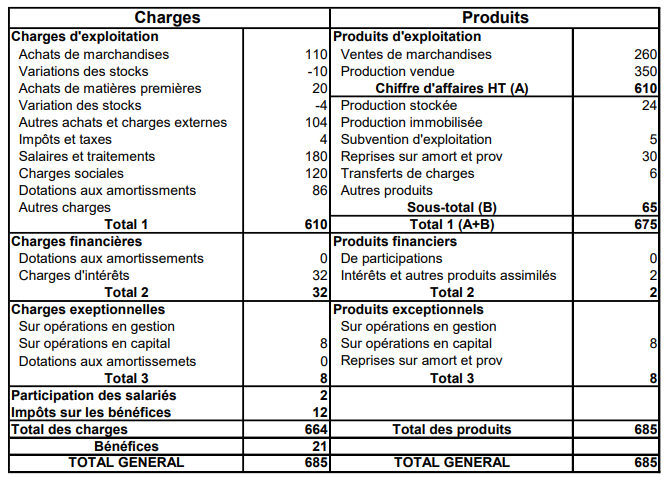 Charges Produits
Charges d'exploitation Produits d'exploitation
Achats de marchandises 110 Ventes de marchandises 260
Variations des stocks -10 Production vendue 350
Achats de matières premières 20 Chiffre d'affaires HT (A) 610
Variation des stocks -4 Production stockée 24
Autres achats et charges externes 104 Production immobilisée
Impôts et taxes 4 Subvention d'exploitation 5
Salaires et traitements 180 Reprises sur amort et prov 30
Charges sociales 120 Transferts de charges 6
Dotations aux amortissments 86 Autres produits
Autres charges Sous-total (B) 65
Total 1 610 Total 1 (A+B) 675
Charges financières Produits financiers
Dotations aux amortissements 0 De participations 0
Charges d'intérêts 32 Intérêts et autres produits assimilés 2
Total 2 32 Total 2 2
Charges exeptionnelles Produits exceptionnels
Sur opérations en gestion Sur opérations en gestion
Sur opérations en capital 8 Sur opérations en capital 8
Dotations aux amortissemets 0 Reprises sur amort et prov
Total 3 8 Total 3 8
Participation des salariés 2
Impôts sur les bénéfices 12
Total des charges 664 Total des produits 685
Bénéfices 21
TOTAL GENERAL 685 TOTAL GENERAL 685